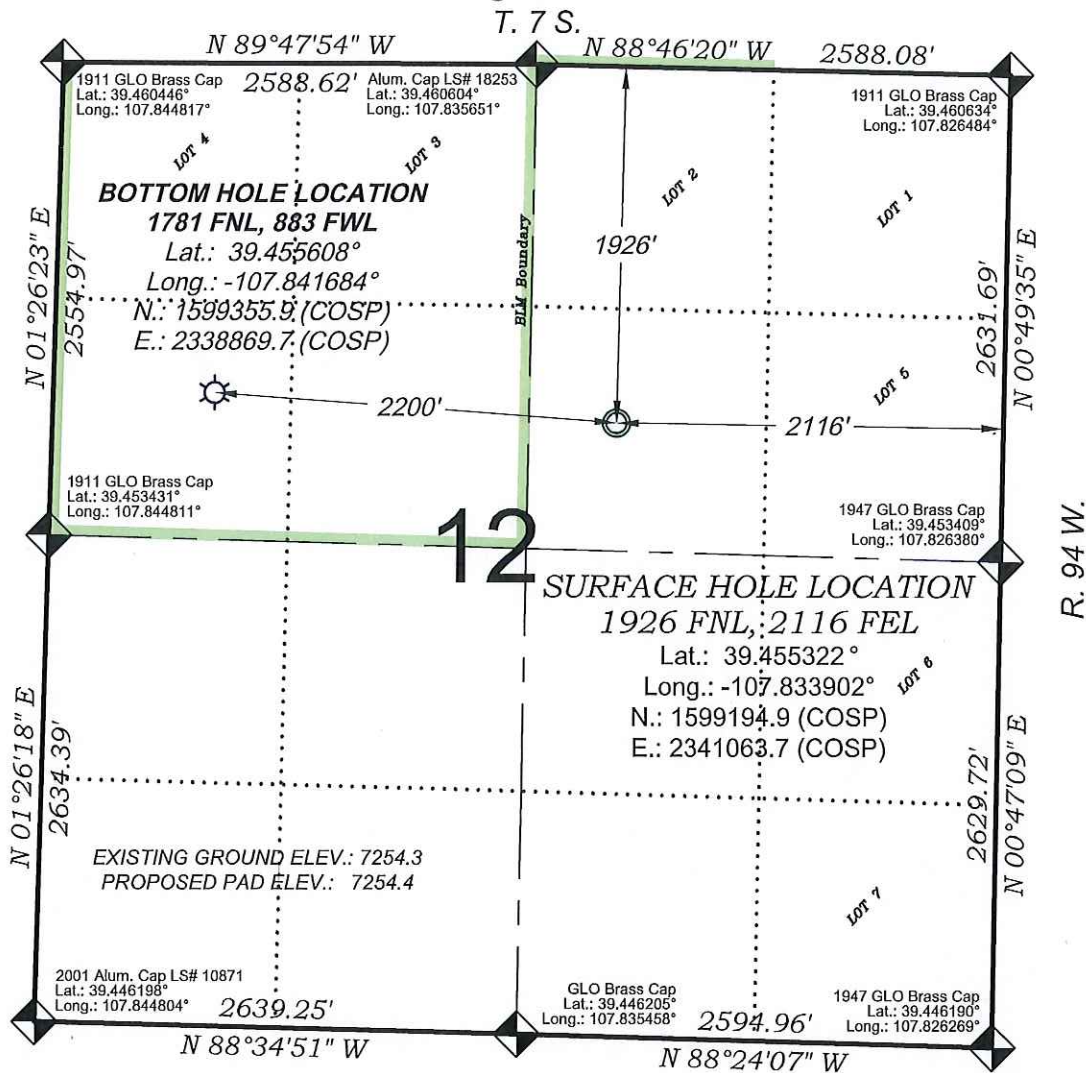 T. 7 S.
N 89°47'54" W
N 88°46'20" W
2588.08'
1911 GLO Brass Cap
Lat.: 39.460446°
Long.: 107.844817°
2588.62'
Alum. Cap LS# 18253
Lat.: 39.460604°
Long.: 107.835651°
1911 GLO Brass Cap
Lat.: 39.460634°
Long.: 107.826484°
LOT 4
LOT 3
LOT 2
LOT 1
BOTTOM HOLE LOCATION
1781 FNL, 883 FWL
Lat.: 39.455608°
Long.: -107.841684°
N.: 1599355.9 (COSP)
E.: 2338869.7 (COSP)
N 01°26'23" E
2554.97'
BLM Boundary
1926'
2631.69'
N 00°49'35" E
LOT 5
2200'
2116'
1911 GLO Brass Cap
Lat.: 39.453431°
Long.: 107.844811°
1947 GLO Brass Cap
Lat.: 39.453409°
Long.: 107.826380°
12
R. 94 W.
SURFACE HOLE LOCATION
1926 FNL, 2116 FEL
Lat.: 39.455322°
Long.: -107.833902°
N.: 1599194.9 (COSP)
E.: 2341063.7 (COSP)
LOT 6
N 01°26'18" E
2634.39'
2629.72'
N 00°47'09" E
EXISTING GROUND ELEV.: 7254.3
PROPOSED PAD ELEV.: 7254.4
LOT 7
2001 Alum. Cap LS# 10871
Lat.: 39.446198°
Long.: 107.844804°
2639.25'
GLO Brass Cap
Lat.: 39.446205°
Long.: 107.835458°
2594.96'
1947 GLO Brass Cap
Lat.: 39.446190°
Long.: 107.826269°
N 88°34'51" W
N 88°24'07" W